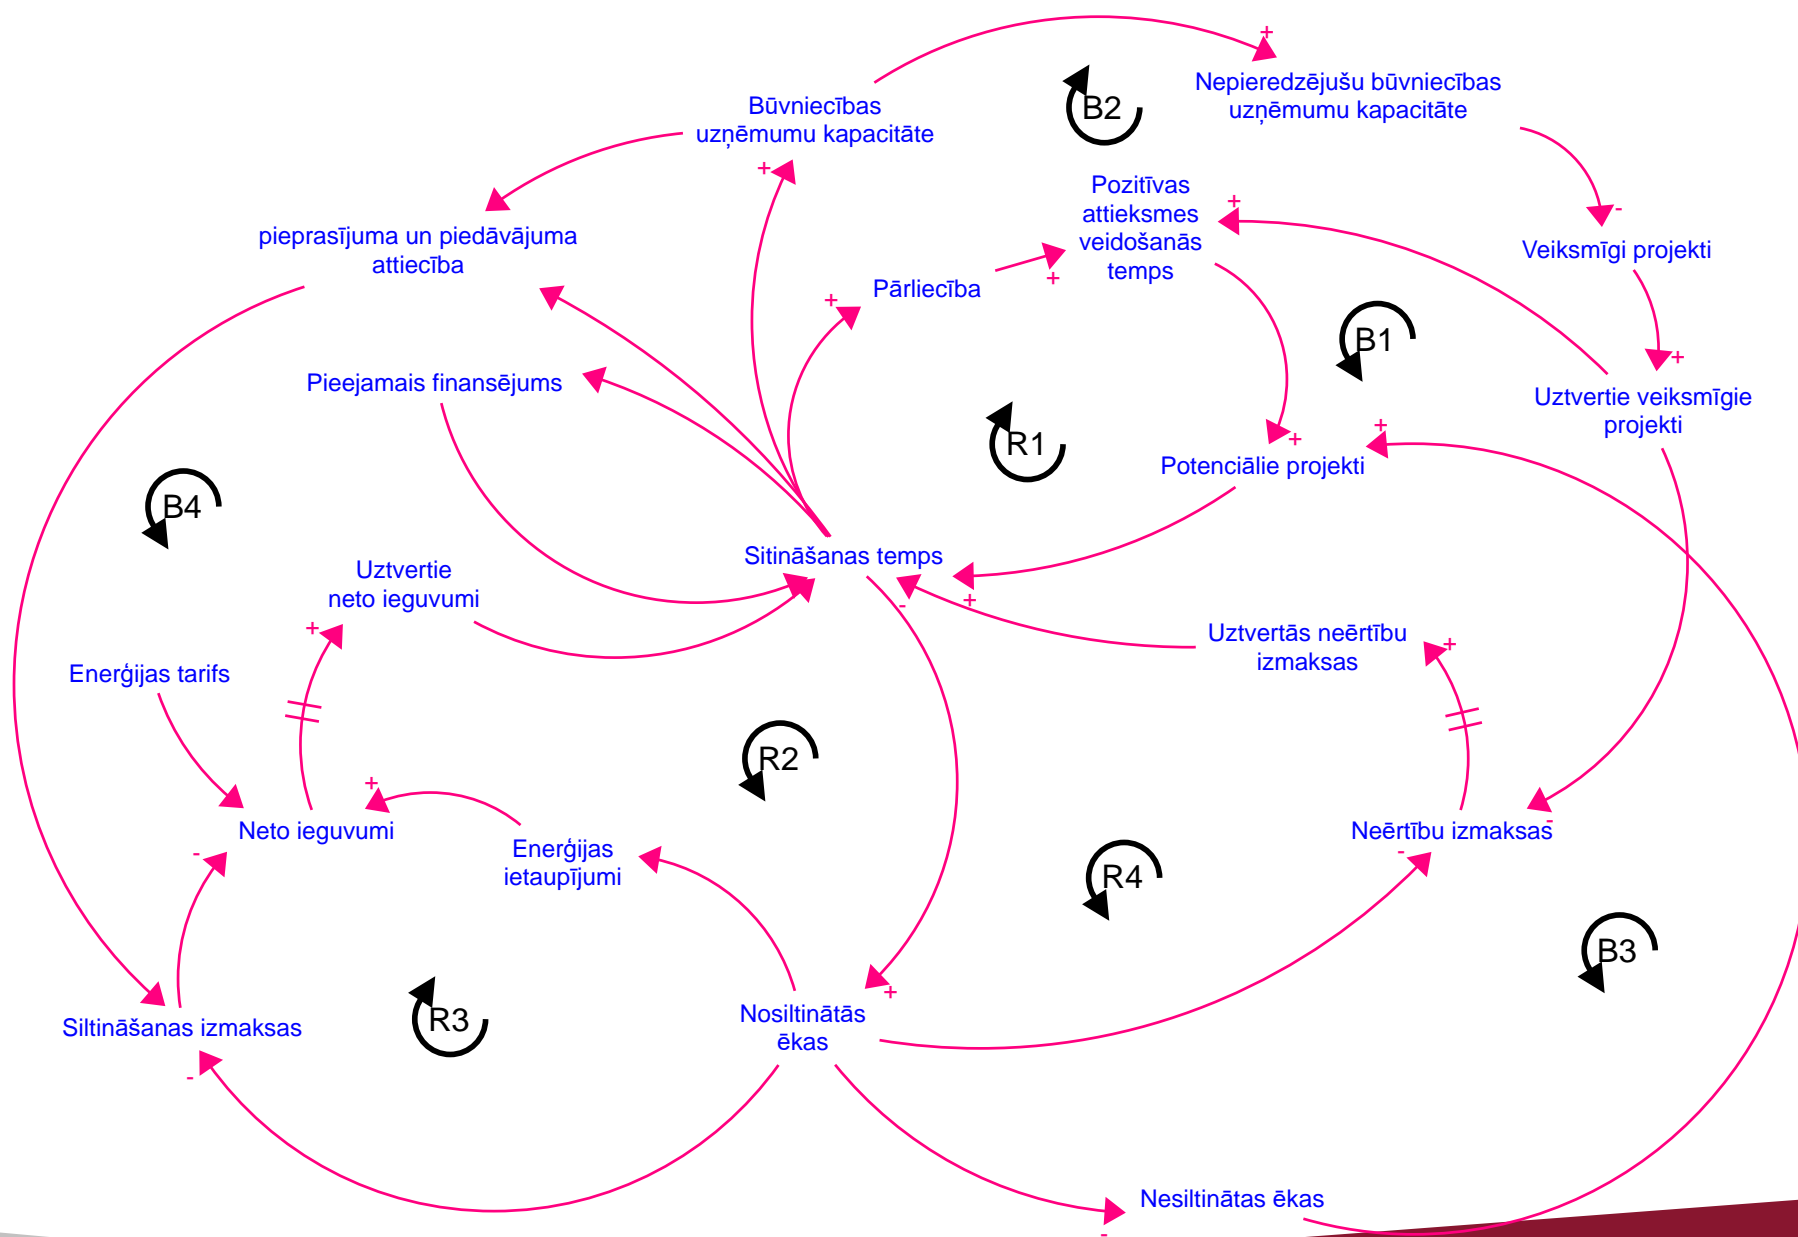 Nepieredzējušu būvniecības
uzņēmumu kapacitāte
+
Būvniecības
uzņēmumu kapacitāte
+
B2
Pozitīvas
attieksmes
veidošanās
temps
+
+
-
Veiksmīgi projekti
+
pieprasījuma un piedāvājuma
attiecība
Pārliecība
+
B1
Uztvertie veiksmīgie
projekti
Pieejamais finansējums
R1
+
+
Potenciālie projekti
B4
Sitināšanas temps
-
+
Uztvertie
neto ieguvumi
+
Uztvertās neērtību
izmaksas
+
Enerģijas tarifs
R2
Neto ieguvumi
+
-
Enerģijas
ietaupījumi
Neērtību izmaksas
-
-
R4
B3
Siltināšanas izmaksas
-
R3
Nosiltinātās
ēkas
+
Nesiltinātas ēkas
-